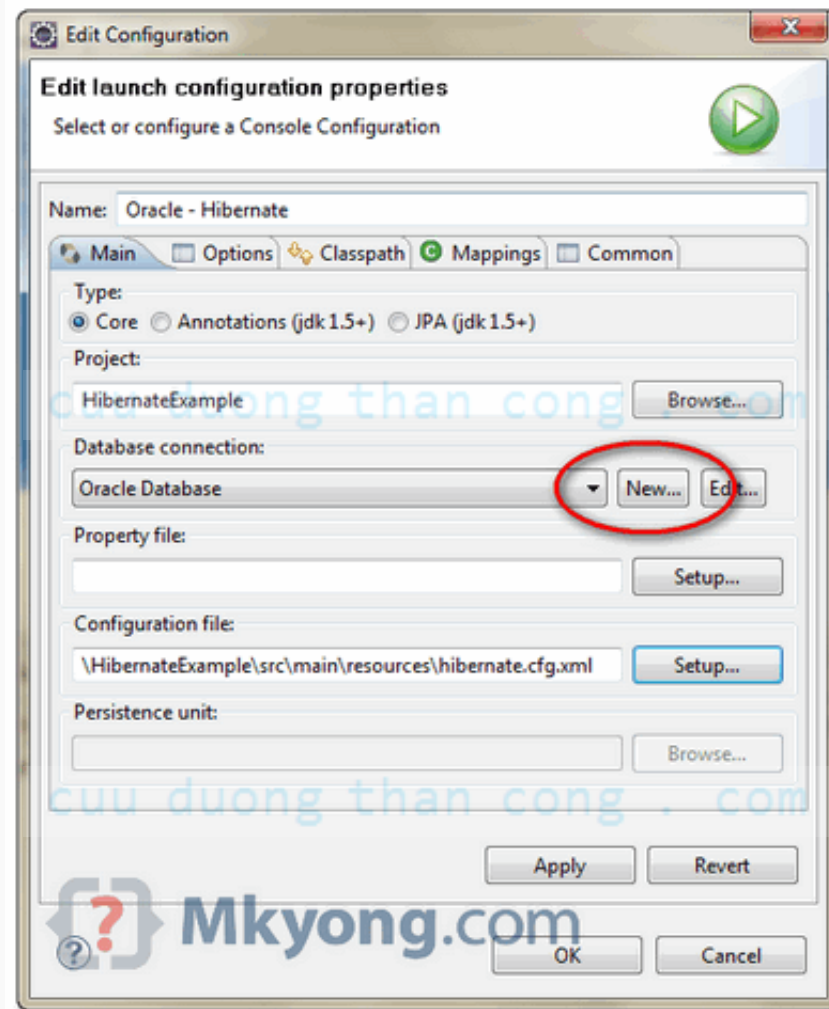 Edit Configuration
Edit launch configuration properties
Select or configure a Console Configuration
Name: Oracle - Hibernate
Main Options Classpath Mappings Common
Type:
Core Annotations (jdk 1.5+) JPA (jdk 1.5+)
Project:
HibernateExample Browse...
cuu duong than cong . com
Database connection:
Oracle Database New... Edit...
Property file:
Setup...
Configuration file:
\HibernateExample\src\main\resources\hibernate.cfg.xml Setup...
Persistence unit:
Browse...
cuu duong than cong . com
Apply Revert
Mkyong.com
OK Cancel